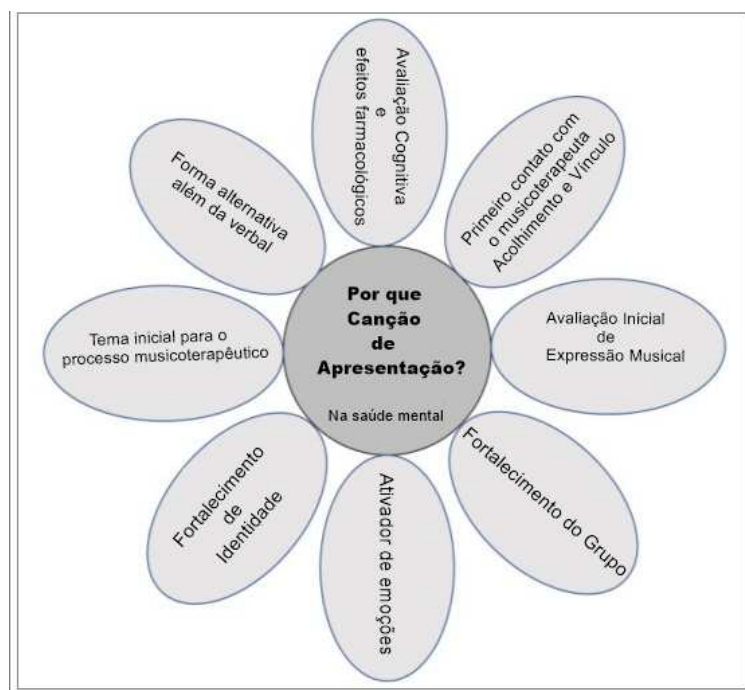 Por que
Canção
de
Apresentação?
Na saúde mental
Avaliação Cognitiva
e
efeitos farmacológicos
Primeiro contato com
o musicoterapeuta
Acolhimento e Vínculo
Avaliação Inicial
de
Expressão Musical
Fortalecimento do Grupo
Ativador de emoções
Fortalecimento
de
Identidade
Tema inicial para o
processo musicoterapêutico
Forma alternativa
além da verbal